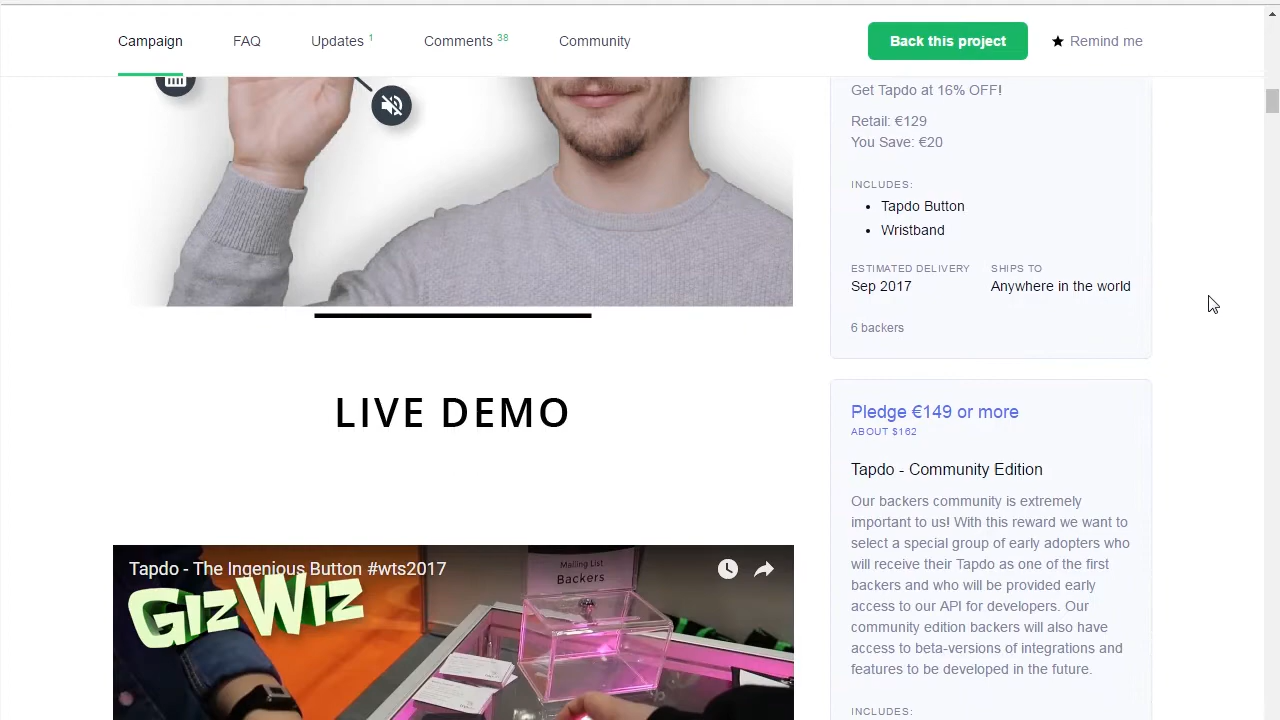 Campaign
FAQ
Updates 1
Comments 38
Community
Back this project
Remind me
Get Tapdo at 16% OFF!
Retail: €129
You Save: €20
INCLUDES:
• Tapdo Button
• Wristband
ESTIMATED DELIVERY
Sep 2017
SHIPS TO
Anywhere in the world
6 backers
LIVE DEMO
Tapdo - The Ingenious Button #wts2017
GIZWIZ
Mailing List
Backers
Pledge €149 or more
ABOUT $162
Tapdo - Community Edition
Our backers community is extremely
important to us! With this reward we want to
select a special group of early adopters who
will receive their Tapdo as one of the first
backers and who will be provided early
access to our API for developers. Our
community edition backers will also have
access to beta-versions of integrations and
features to be developed in the future.
INCLUDES: